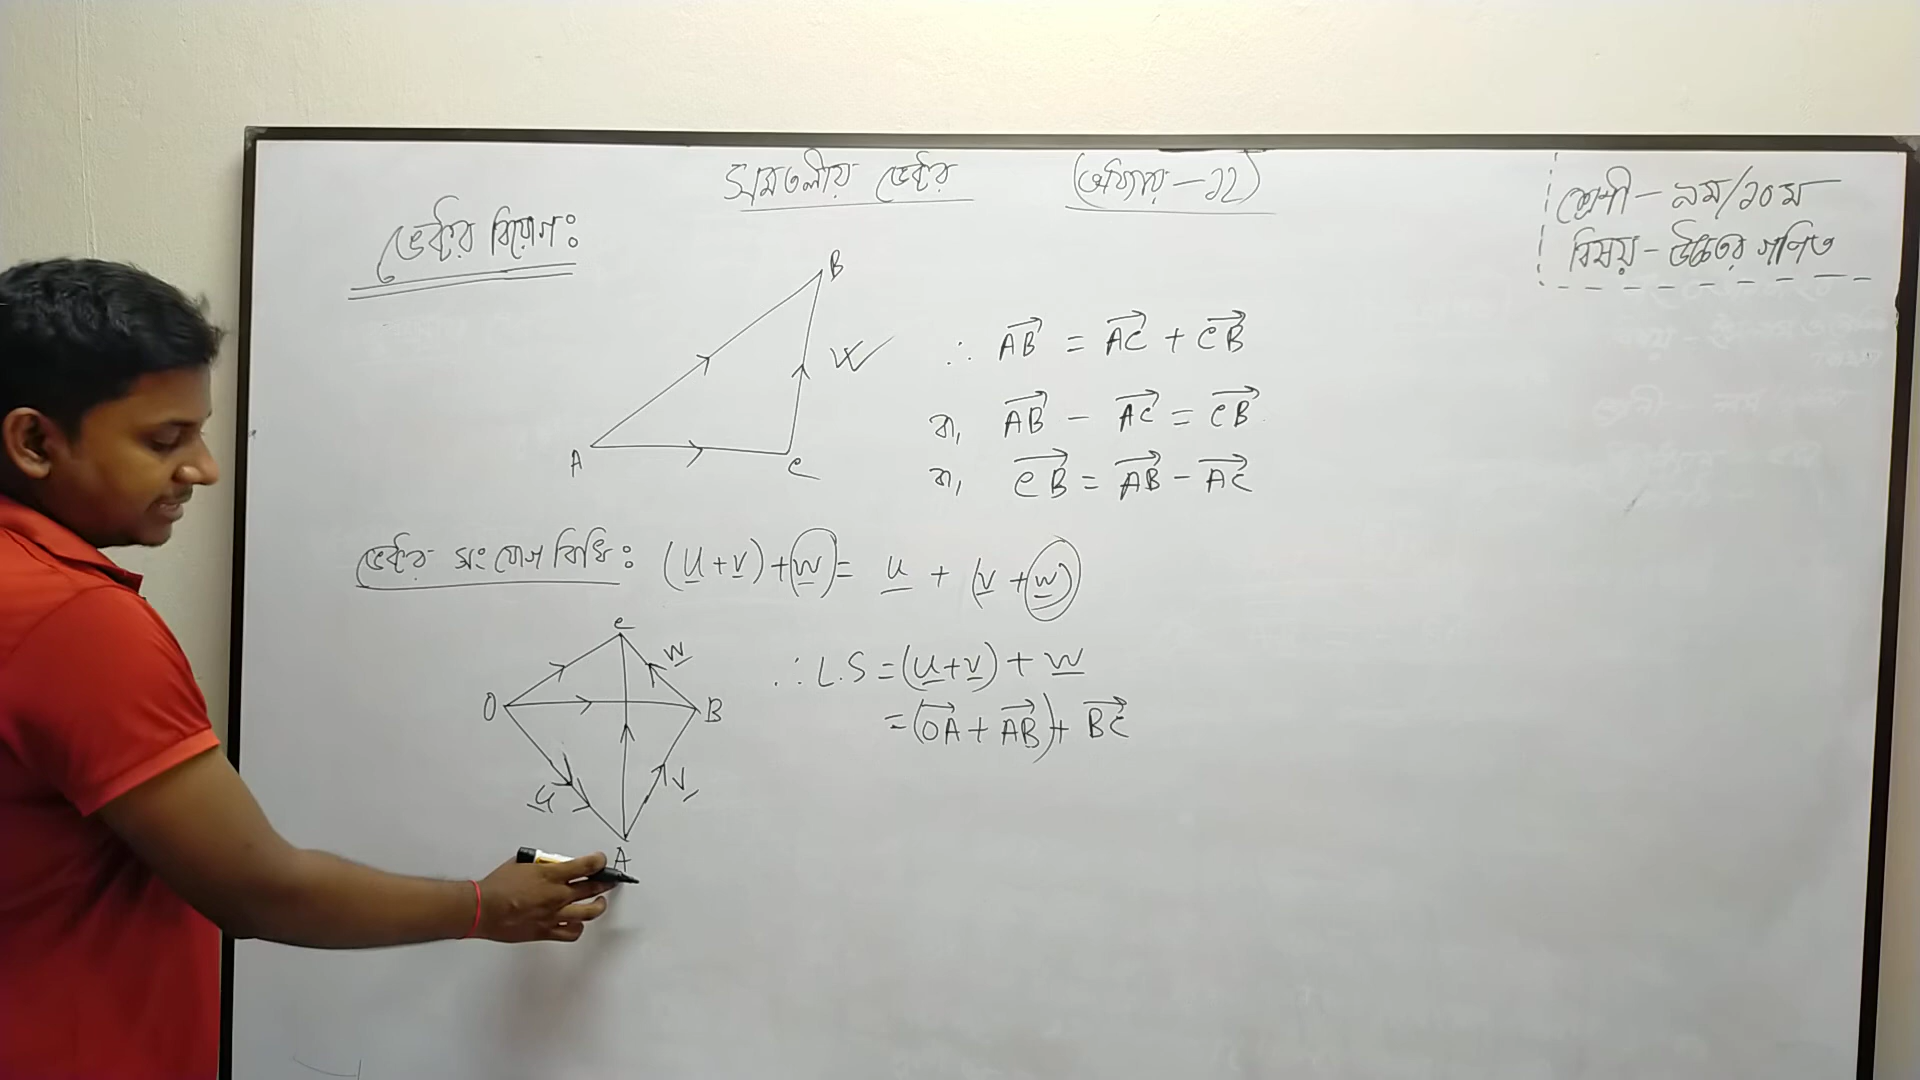 সমতলীয় ভেক্টর (অধ্যায়-১২)
শ্রেণী - ৯ম/১০ম
বিষয় - উচ্চতর গণিত
ভেক্টর বিয়োগঃ
B
W
A
C
∴ AB⃗ = AC⃗ + CB⃗
বা, AB⃗ - AC⃗ = CB⃗
বা, CB⃗ = AB⃗ - AC⃗
ভেক্টর সংযোগ বিধিঃ (u+v)+w = u + (v+w)
C
w
O
B
u
v
A
∴ L.S = (u+v) + w
= (OA⃗ + AB⃗) + BC⃗